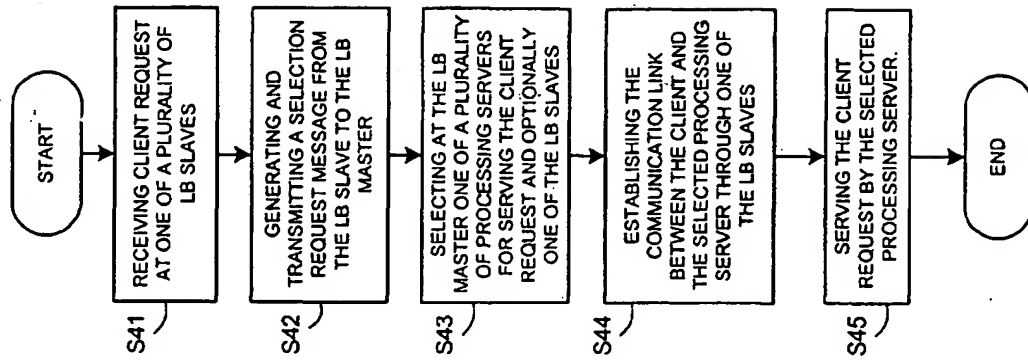 START
S41
RECEIVING CLIENT REQUEST
AT ONE OF A PLURALITY OF
LB SLAVES
S42
GENERATING AND
TRANSMITTING A SELECTION
REQUEST MESSAGE FROM
THE LB SLAVE TO THE LB
MASTER
S43
SELECTING AT THE LB
MASTER ONE OF A PLURALITY
OF PROCESSING SERVERS
FOR SERVING THE CLIENT
REQUEST AND OPTIONALLY
ONE OF THE LB SLAVES
S44
ESTABLISHING THE
COMMUNICATION LINK
BETWEEN THE CLIENT AND
THE SELECTED PROCESSING
SERVER THROUGH ONE OF
THE LB SLAVES
S45
SERVING THE CLIENT
REQUEST BY THE SELECTED
PROCESSING SERVER.
END